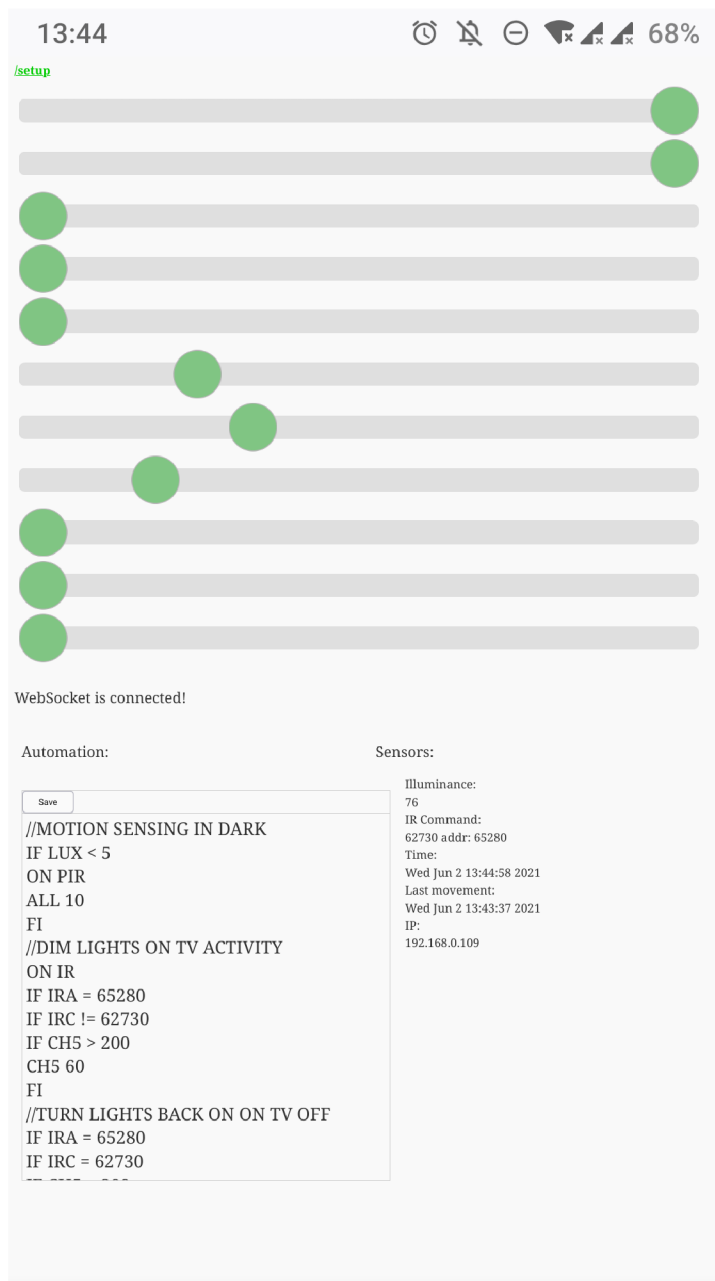 13:44
68%
/setup
WebSocket is connected!
Automation:
Sensors:
Save
//MOTION SENSING IN DARK
IF LUX < 5
ON PIR
ALL 10
FI
//DIM LIGHTS ON TV ACTIVITY
ON IR
IF IRA = 65280
IF IRC != 62730
IF CH5 > 200
CH5 60
FI
//TURN LIGHTS BACK ON ON TV OFF
IF IRA = 65280
IF IRC = 62730
Illuminance:
76
IR Command:
62730 addr: 65280
Time:
Wed Jun 2 13:44:58 2021
Last movement:
Wed Jun 2 13:43:37 2021
IP:
192.168.0.109